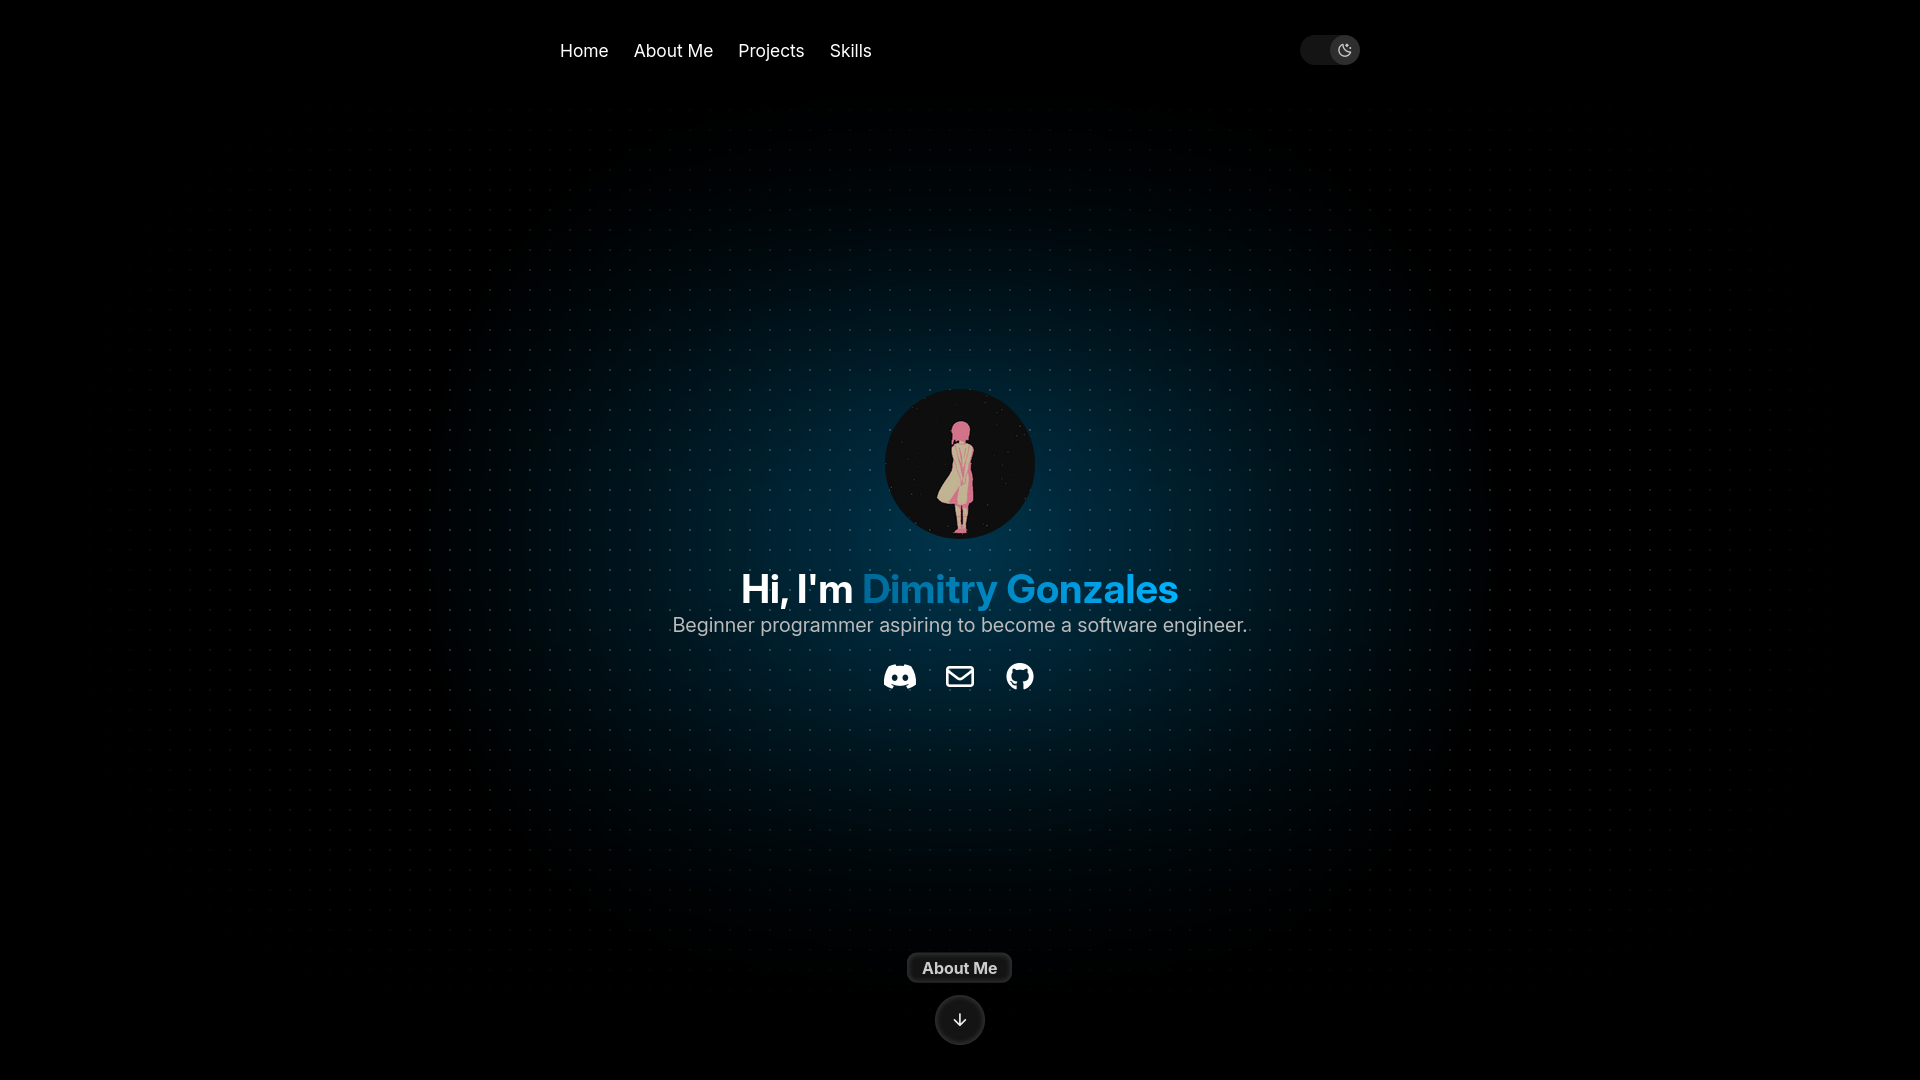 Home About Me Projects Skills
Hi, I'm Dimitry Gonzales
Beginner programmer aspiring to become a software engineer.
About Me